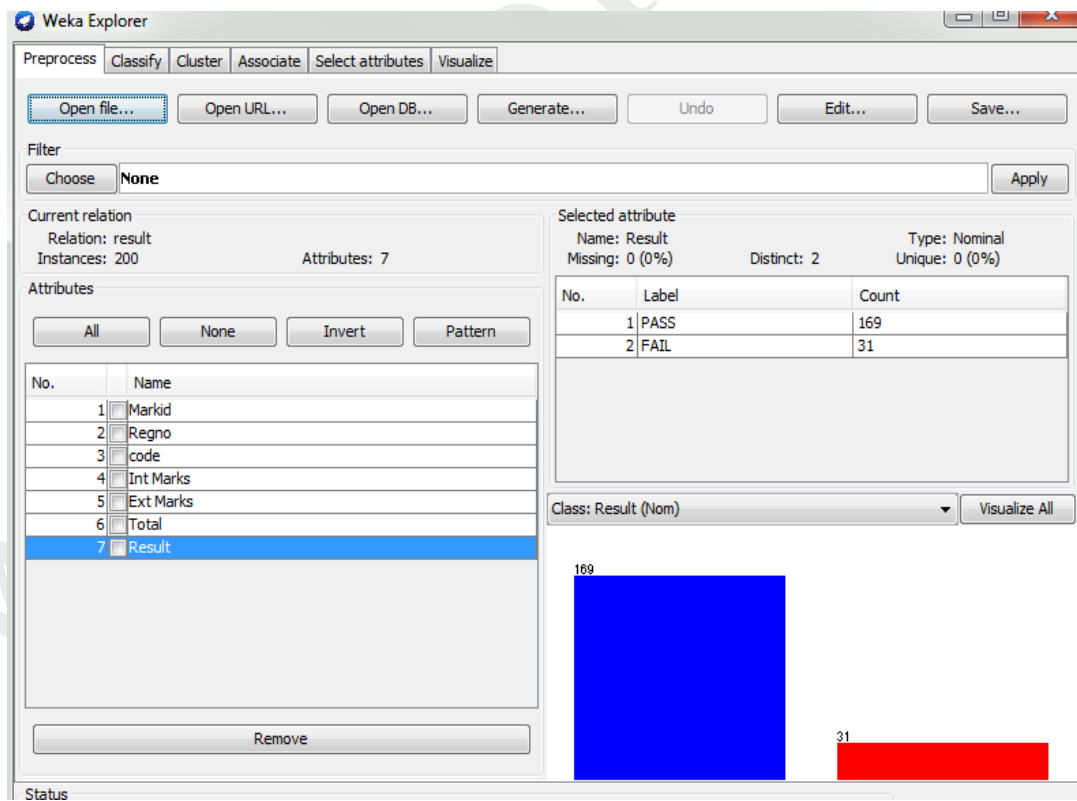 Weka Explorer
Preprocess Classify Cluster Associate Select attributes Visualize
Open file... Open URL... Open DB... Generate... Undo Edit... Save...
Filter
Choose None Apply
Current relation
Relation: result
Instances: 200 Attributes: 7
Selected attribute
Name: Result Type: Nominal
Missing: 0 (0%) Distinct: 2 Unique: 0 (0%)
Attributes
All None Invert Pattern
No. Name
1 Markid
2 Regno
3 code
4 Int Marks
5 Ext Marks
6 Total
7 Result
Remove
No. Label Count
1 PASS 169
2 FAIL 31
Class: Result (Nom) Visualize All
169
31
Status